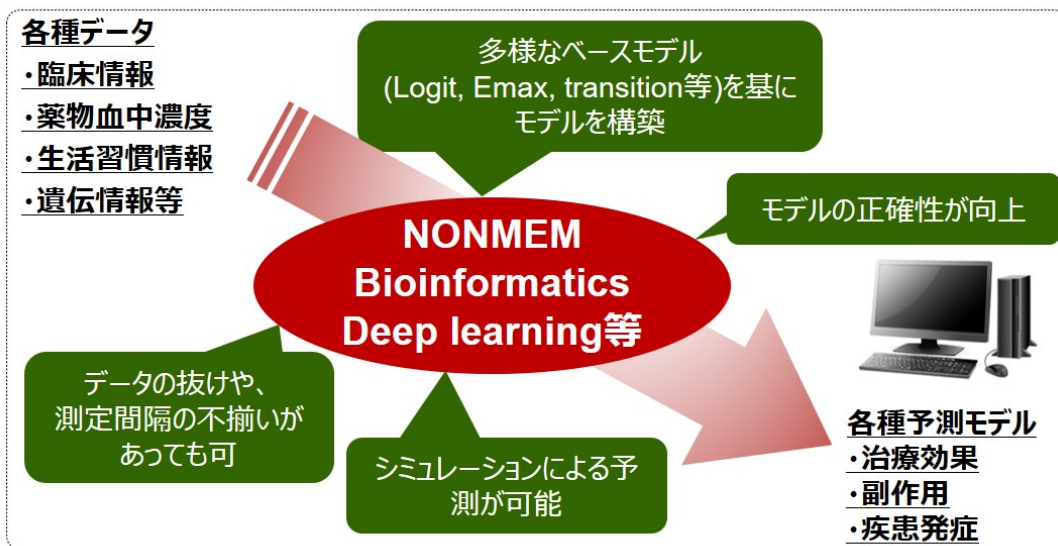 各種データ
・臨床情報
・薬物血中濃度
・生活習慣情報
・遺伝情報等
多様なベースモデル
(Logit, Emax, transition等)を基に
モデルを構築
モデルの正確性が向上
NONMEM
Bioinformatics
Deep learning等
データの抜けや、
測定間隔の不揃いが
あっても可
シミュレーションによる予
測が可能
各種予測モデル
・治療効果
・副作用
・疾患発症